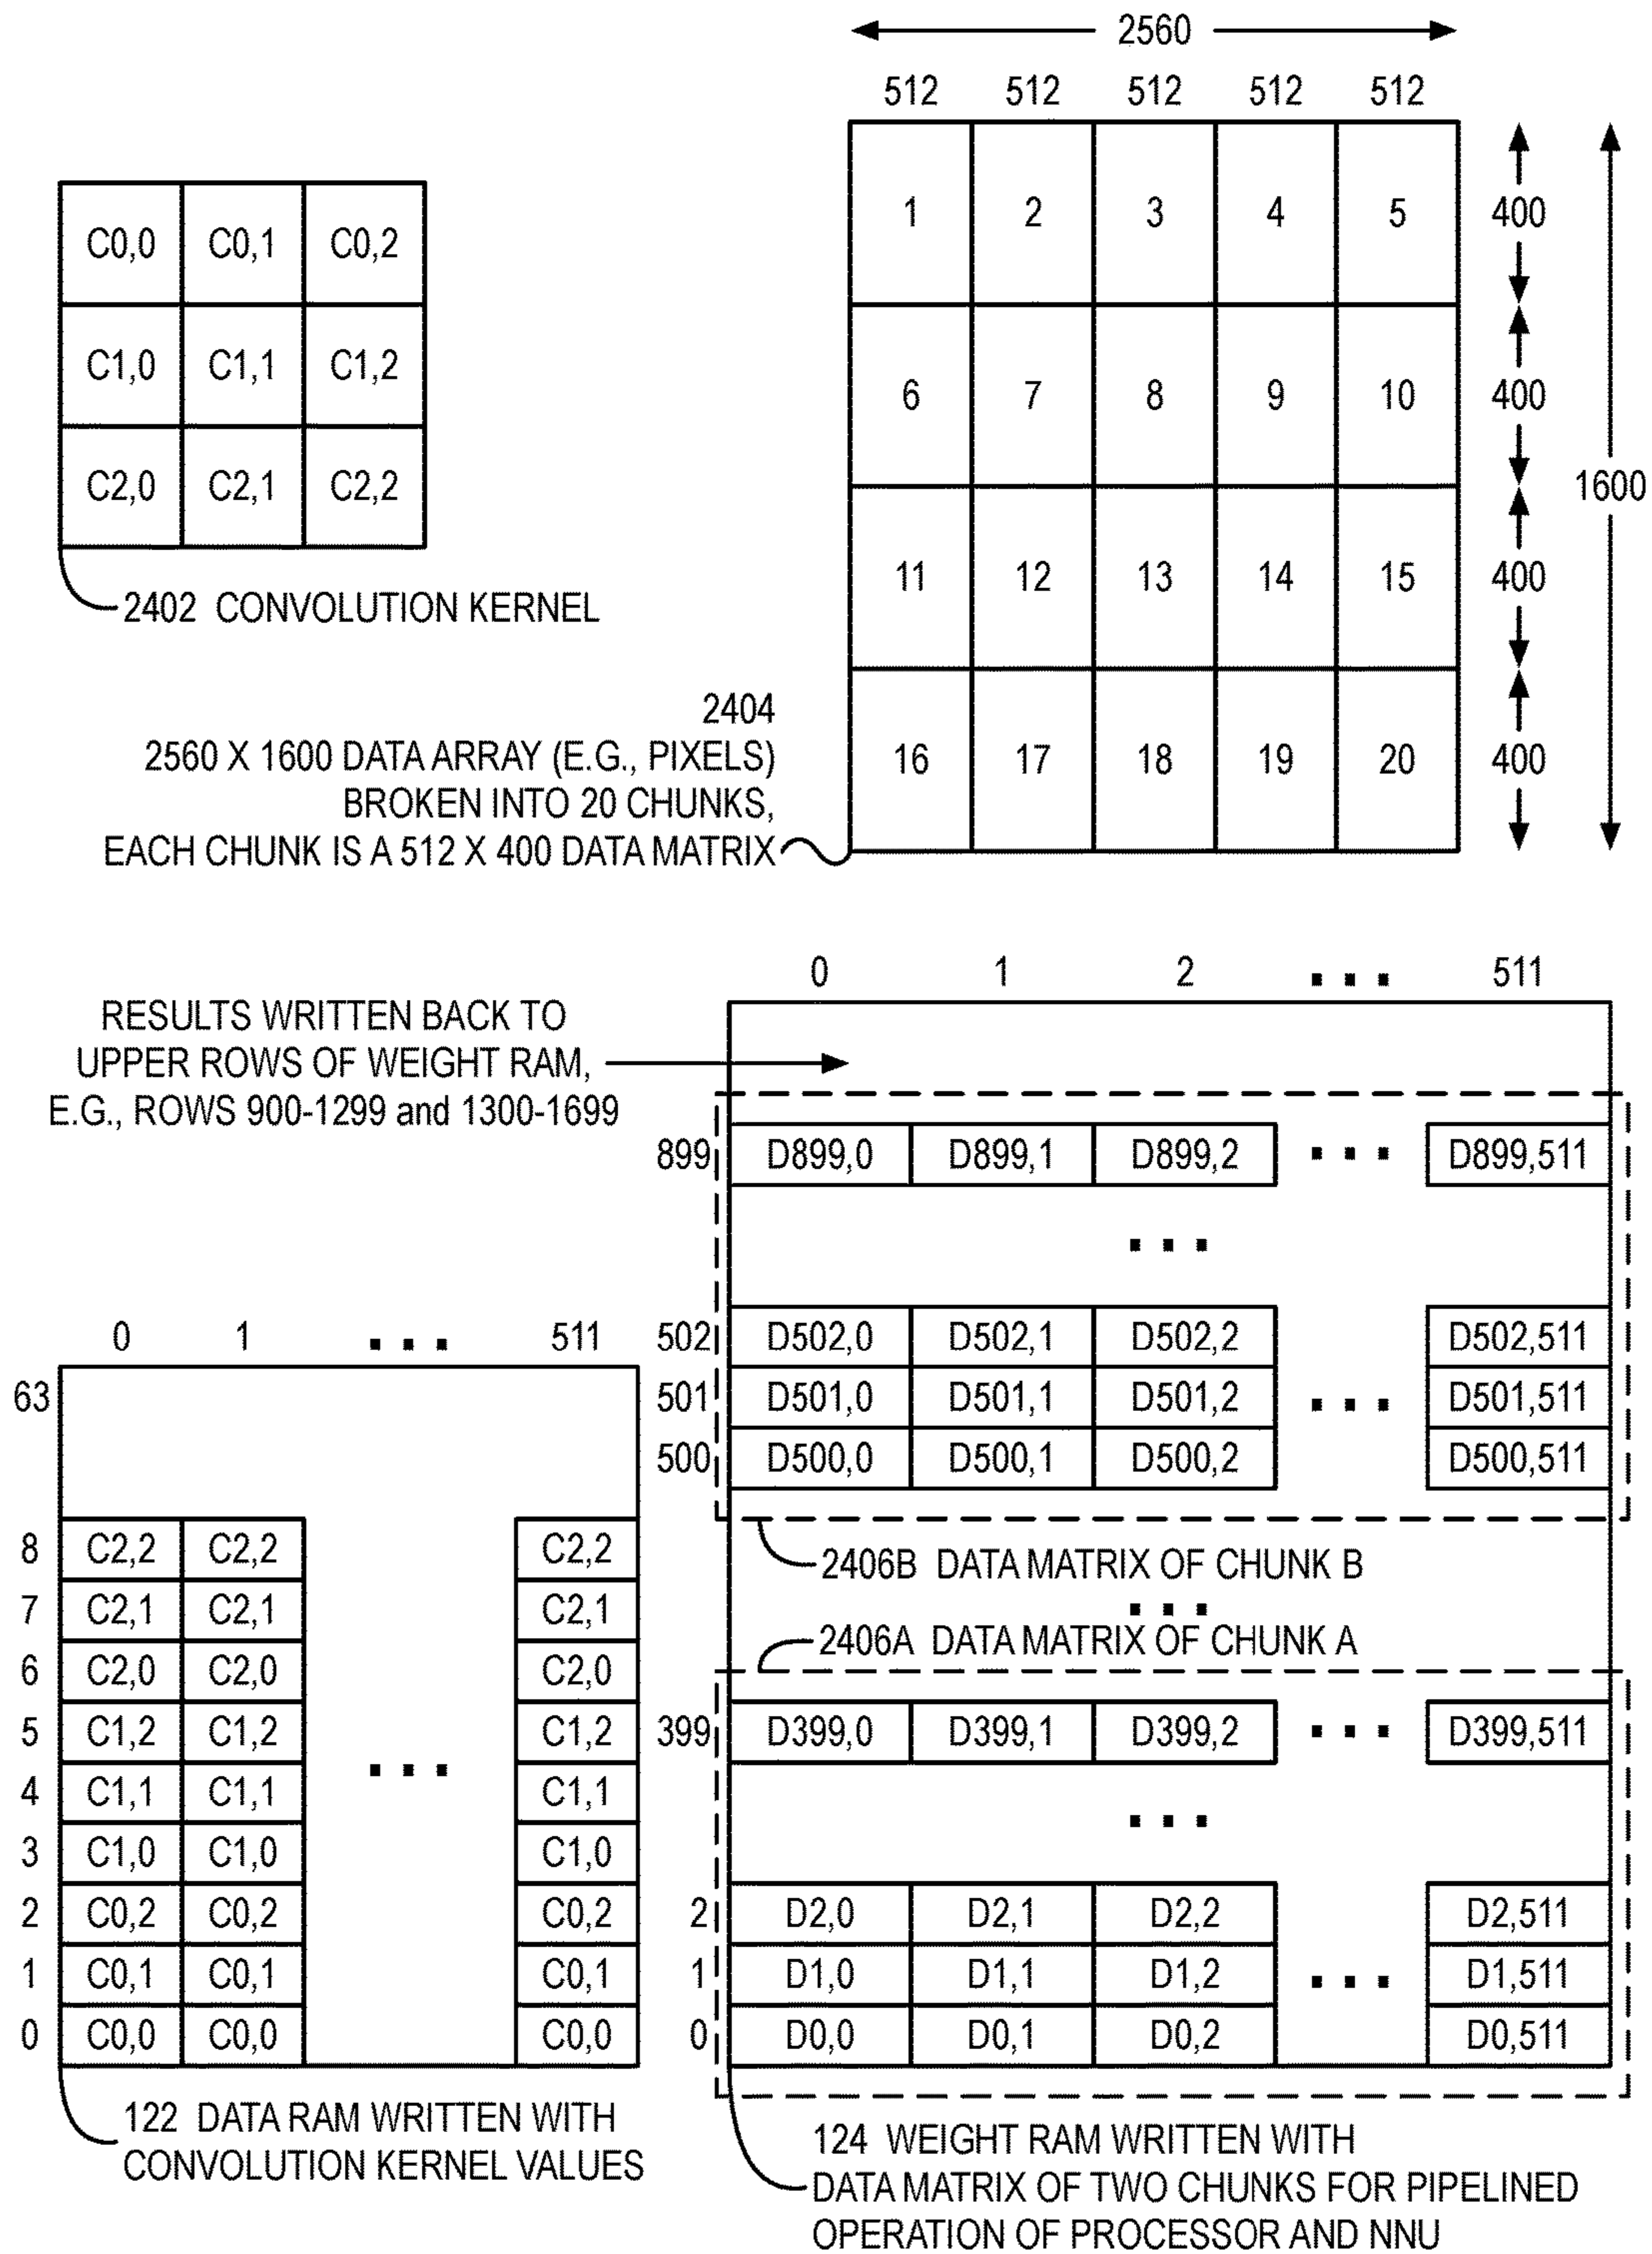 2560
512 512 512 512 512
C0,0 C0,1 C0,2
C1,0 C1,1 C1,2
C2,0 C2,1 C2,2
2402 CONVOLUTION KERNEL
1 2 3 4 5 400
6 7 8 9 10 400
1600
11 12 13 14 15 400
16 17 18 19 20 400
2404
2560 X 1600 DATA ARRAY (E.G., PIXELS)
BROKEN INTO 20 CHUNKS,
EACH CHUNK IS A 512 X 400 DATA MATRIX
RESULTS WRITTEN BACK TO
UPPER ROWS OF WEIGHT RAM,
E.G., ROWS 900-1299 and 1300-1699
0 1 ... 511
63
8 C2,2 C2,2 C2,2
7 C2,1 C2,1 C2,1
6 C2,0 C2,0 C2,0
5 C1,2 C1,2 C1,2
...
4 C1,1 C1,1 C1,1
3 C1,0 C1,0 C1,0
2 C0,2 C0,2 C0,2
1 C0,1 C0,1 C0,1
0 C0,0 C0,0 C0,0
122 DATA RAM WRITTEN WITH
CONVOLUTION KERNEL VALUES
0 1 2 ... 511
899 D899,0 D899,1 D899,2 ... D899,511
...
502 D502,0 D502,1 D502,2 D502,511
501 D501,0 D501,1 D501,2 ... D501,511
500 D500,0 D500,1 D500,2 D500,511
2406B DATA MATRIX OF CHUNK B
...
2406A DATA MATRIX OF CHUNK A
399 D399,0 D399,1 D399,2 ... D399,511
...
2 D2,0 D2,1 D2,2 D2,511
1 D1,0 D1,1 D1,2 ... D1,511
0 D0,0 D0,1 D0,2 D0,511
124 WEIGHT RAM WRITTEN WITH
DATA MATRIX OF TWO CHUNKS FOR PIPELINED
OPERATION OF PROCESSOR AND NNU